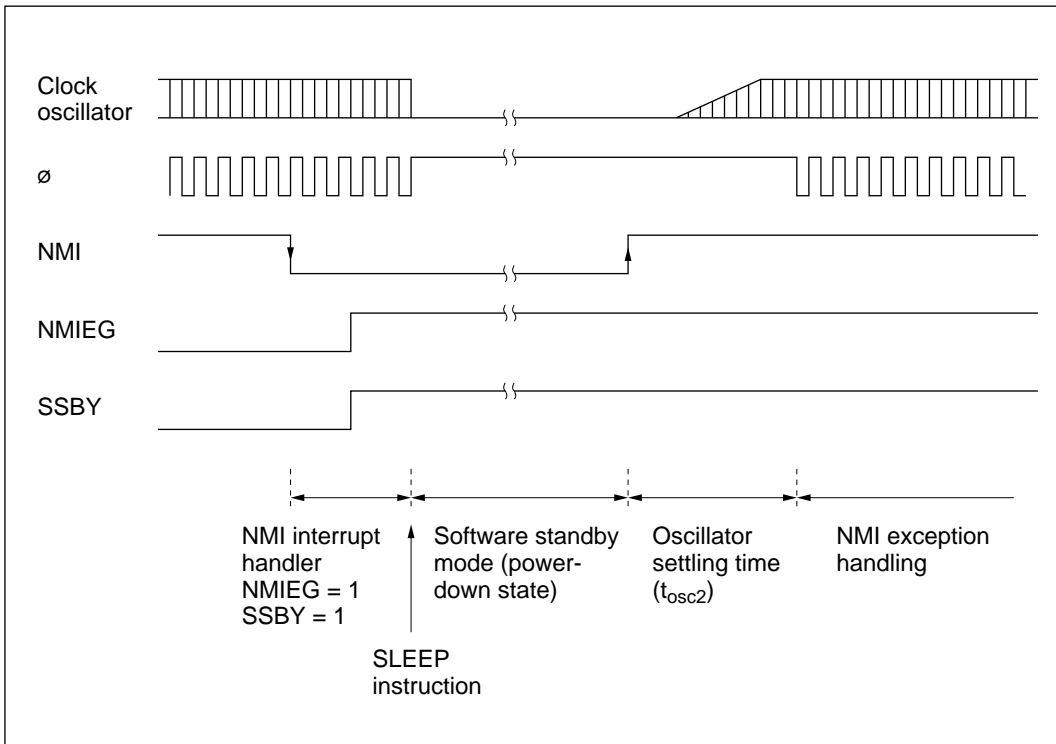 Clock
oscillator
ø
NMI
NMIEG
SSBY
NMI interrupt
handler
NMIEG = 1
SSBY = 1
Software standby
mode (power-
down state)
Oscillator
settling time
(tosc2)
NMI exception
handling
SLEEP
instruction